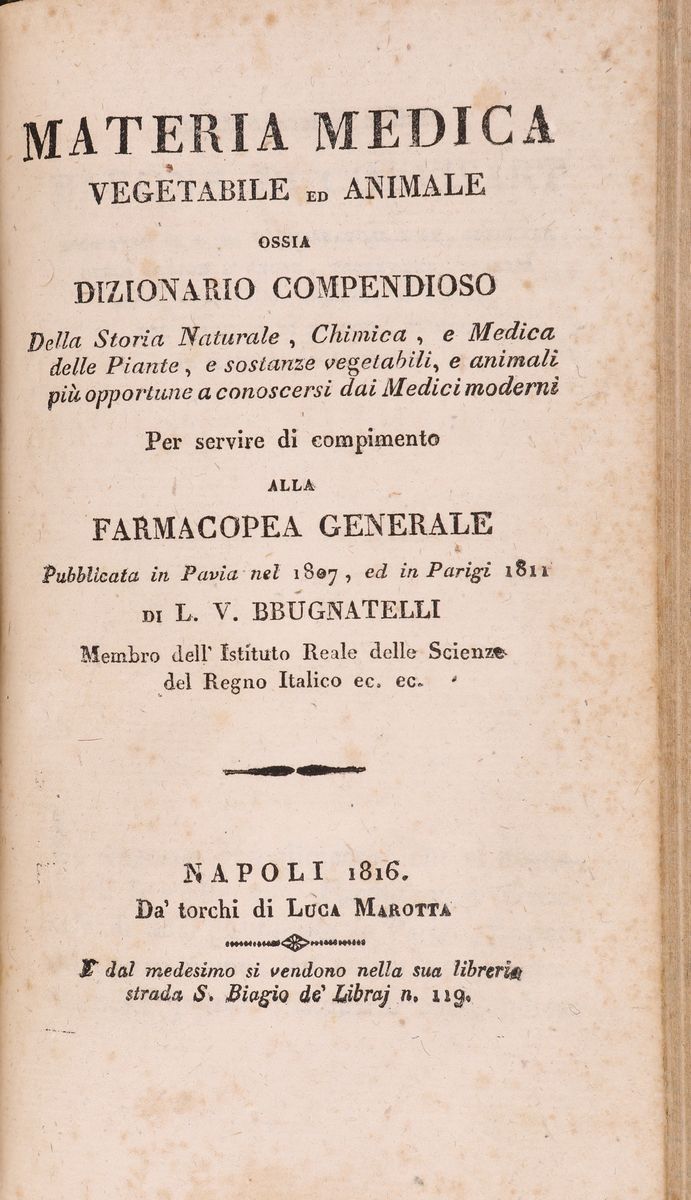 MATERIA MEDICA
VEGETABILE ED ANIMALE
OSSIA
DIZIONARIO COMPENDIOSO
Della Storia Naturale , Chimica , e Medica
delle Piante , e sostanze vegetabili, e animali
più opportune a conoscersi dai Medici moderni
Per servire di compimento
ALLA
FARMACOPEA GENERALE
Pubblicata in Pavia nel 1807 , ed in Parigi 1811
DI L. V. BBUGNATELLI
Membro dell' Istituto Reale delle Scienze
del Regno Italico ec. ec.
NAPOLI 1816.
Da' torchi di LUCA MAROTTA
E dal medesimo si vendono nella sua libreria
strada S. Biagio de' Libraj n. 119.